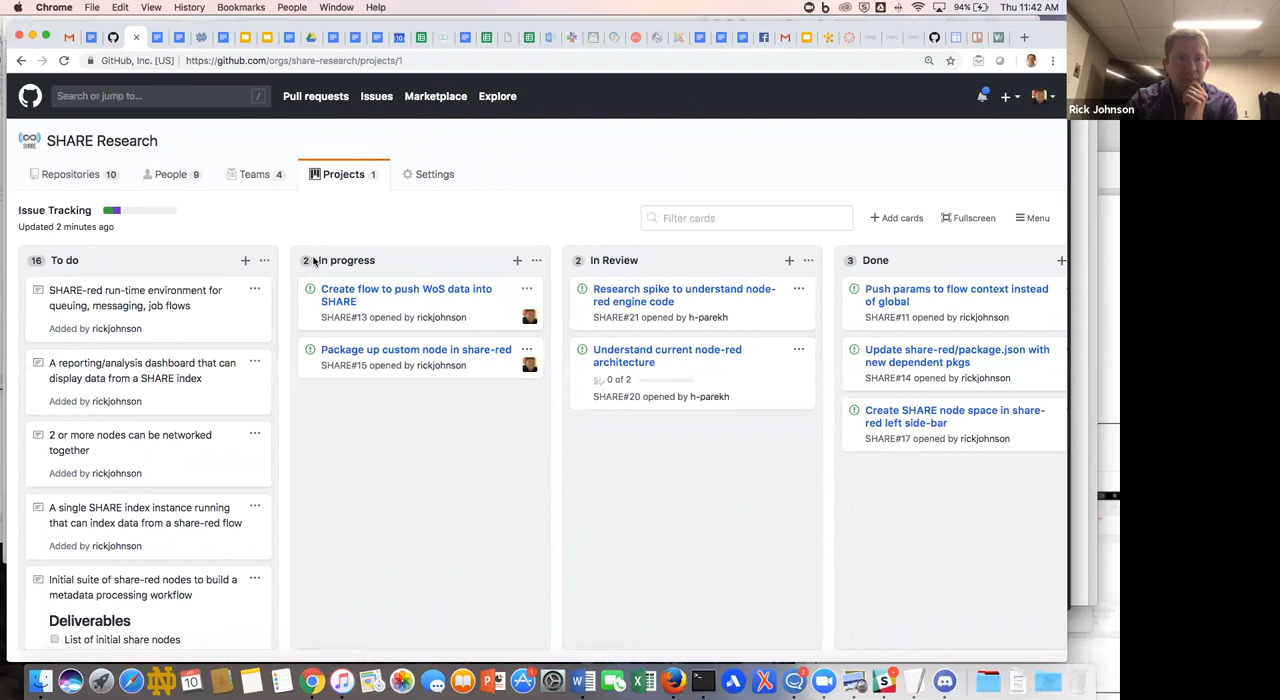 Chrome File Edit View History Bookmarks People Window Help
94% Thu 11:42 AM
GitHub, Inc. [US] https://github.com/orgs/share-research/projects/1
Search or jump to... / Pull requests Issues Marketplace Explore
Rick Johnson
SHARE Research
Repositories 10 People 9 Teams 4 Projects 1 Settings
Issue Tracking
Updated 2 minutes ago
Filter cards
Add cards Fullscreen Menu
16 To do
SHARE-red run-time environment for
queuing, messaging, job flows
Added by rickjohnson
A reporting/analysis dashboard that can
display data from a SHARE index
Added by rickjohnson
2 or more nodes can be networked
together
Added by rickjohnson
A single SHARE index instance running
that can index data from a share-red flow
Added by rickjohnson
Initial suite of share-red nodes to build a
metadata processing workflow
Deliverables
List of initial share nodes
2 In progress
Create flow to push WoS data into
SHARE
SHARE#13 opened by rickjohnson
Package up custom node in share-red
SHARE#15 opened by rickjohnson
2 In Review
Research spike to understand node-
red engine code
SHARE#21 opened by h-parekh
Understand current node-red
architecture
0 of 2
SHARE#20 opened by h-parekh
3 Done
Push params to flow context instead
of global
SHARE#11 opened by rickjohnson
Update share-red/package.json with
new dependent pkgs
SHARE#14 opened by rickjohnson
Create SHARE node space in share-
red left side-bar
SHARE#17 opened by rickjohnson